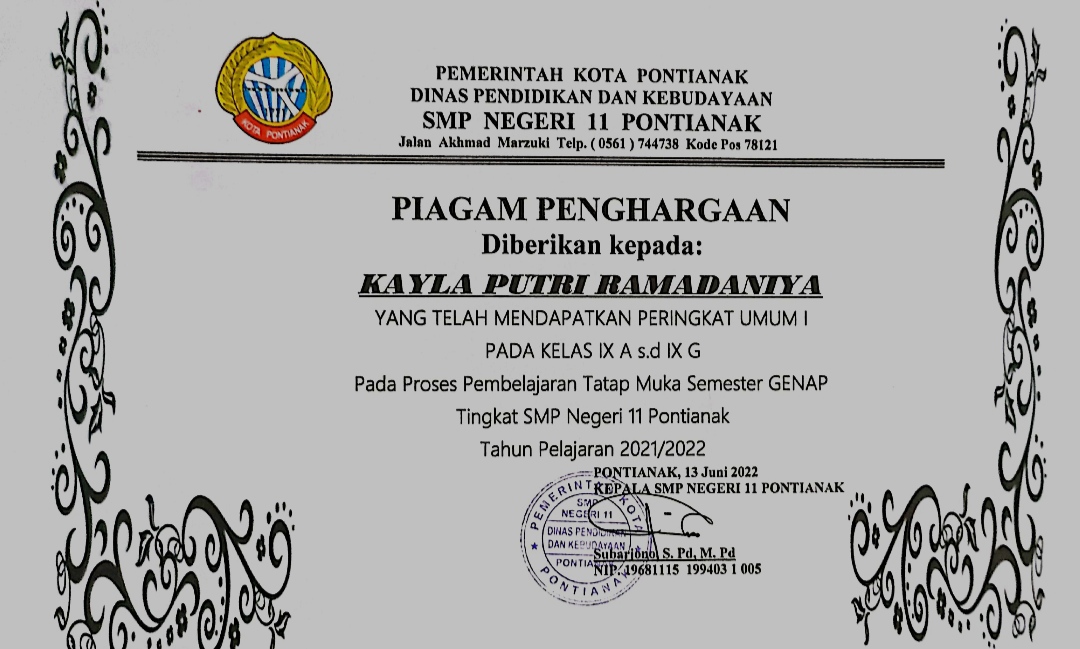 KOTA PONTIANAK
PEMERINTAH KOTA PONTIANAK
DINAS PENDIDIKAN DAN KEBUDAYAAN
SMP NEGERI 11 PONTIANAK
Jalan Akhmad Marzuki Telp. ( 0561 ) 744738 Kode Pos 78121
PIAGAM PENGHARGAAN
Diberikan kepada:
KAYLA PUTRI RAMADANIYA
YANG TELAH MENDAPATKAN PERINGKAT UMUM I
PADA KELAS IX A s.d IX G
Pada Proses Pembelajaran Tatap Muka Semester GENAP
Tingkat SMP Negeri 11 Pontianak
Tahun Pelajaran 2021/2022
PONTIANAK, 13 Juni 2022
KEPALA SMP NEGERI 11 PONTIANAK
PEMERINTAH KOTA
SMP
NEGERI 11
DINAS PENDIDIKAN
DAN KEBUDAYAAN
PONTIANAK
PONTIANAK
Subariono, S. Pd, M. Pd
NIP. 19681115 199403 1 005